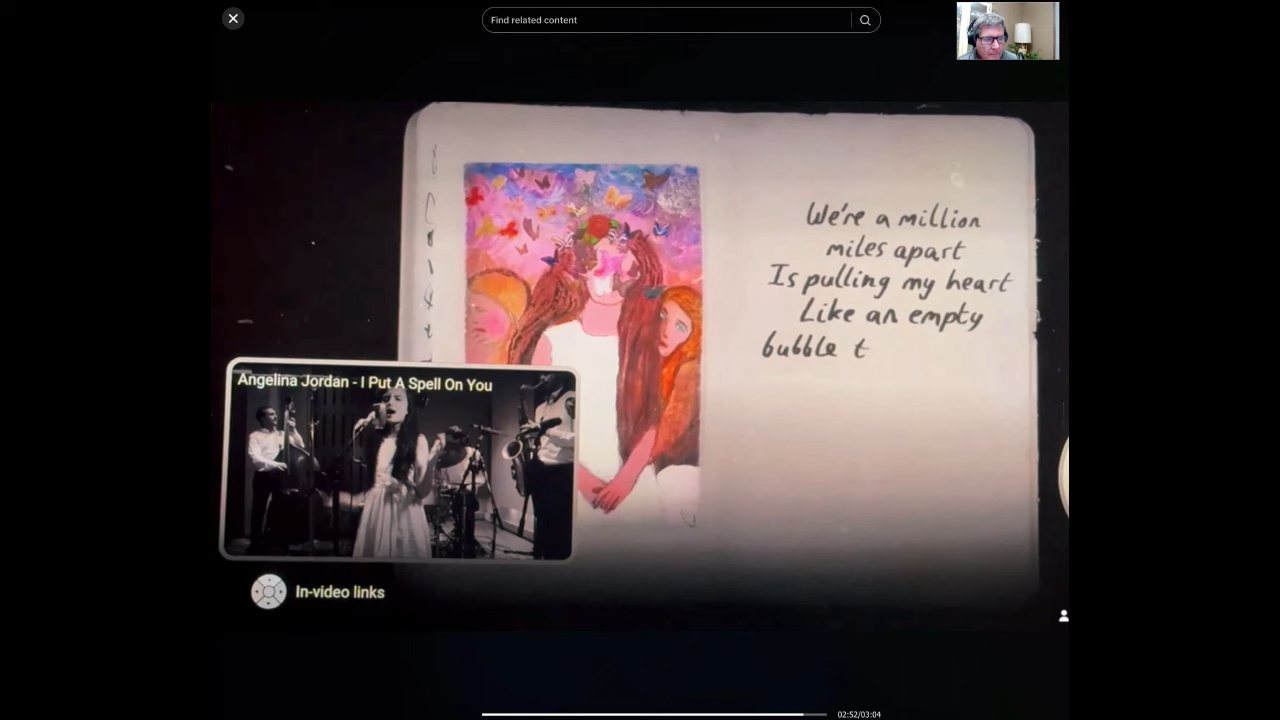 Find related content
We're a million
miles apart
Is pulling my heart
Like an empty
bubble t
Angelina Jordan - I Put A Spell On You
In-video links
02:52/03:04